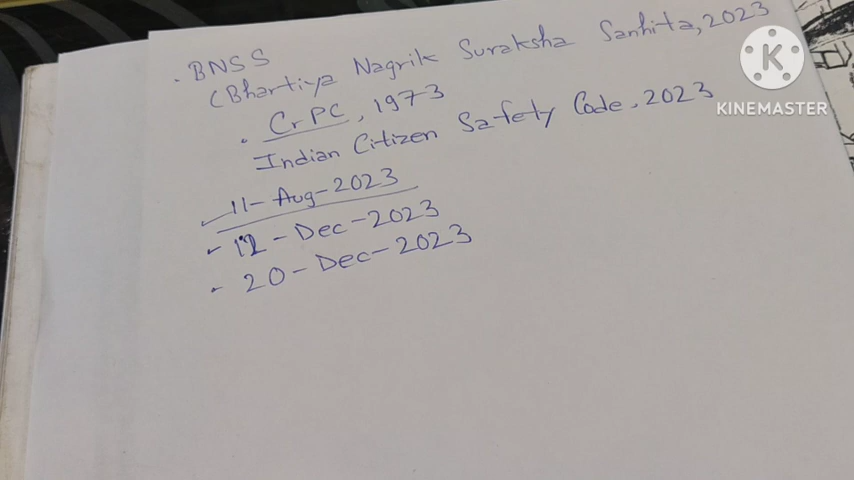 . BNSS
(Bhartiya Nagrik Suraksha Sanhita, 2023
. CrPC, 1973
Indian Citizen Safety Code, 2023
11-Aug-2023
12-Dec-2023
20-Dec-2023
K
KINEMASTER